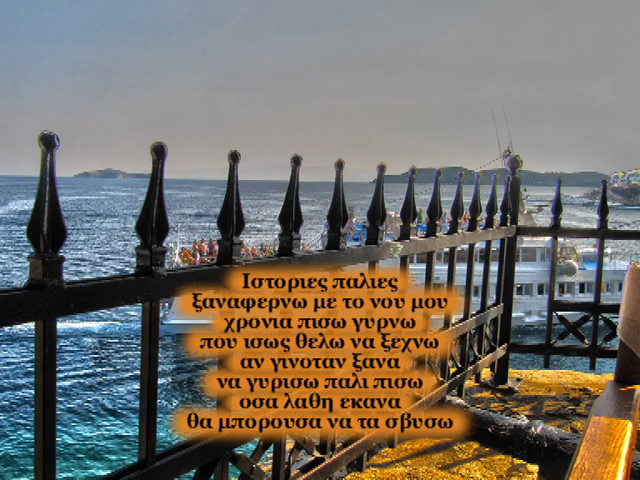 Ιστοριες παλιες
ξαναφερνω με το νου μου
χρονια πισω γυρνω
που ισως θελω να ξεχνω
αν γινοταν ξανα
να γυρισω παλι πισω
οσα λαθη εκανα
θα μπορουσα να τα σβυσω